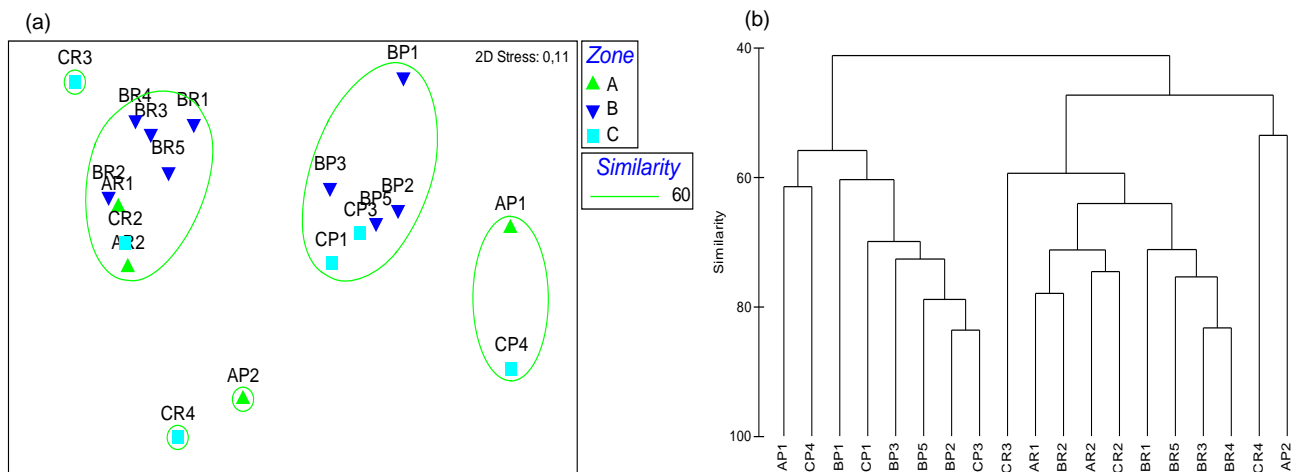 (a)
2D Stress: 0,11
CR3
BP1
BR4
BR1
BR3
BR5
BR2
AR1
CR2
AR2
BP3
BP2
BP5
CP3
CP1
AP1
CP4
AP2
CR4
Zone
A
B
C
Similarity
60
(b)
40
60
80
100
Similarity
AP1
CP4
BP1
CP1
BP3
BP5
BP2
CP3
CR3
AR1
BR2
AR2
CR2
BR1
BR5
BR3
BR4
CR4
AP2